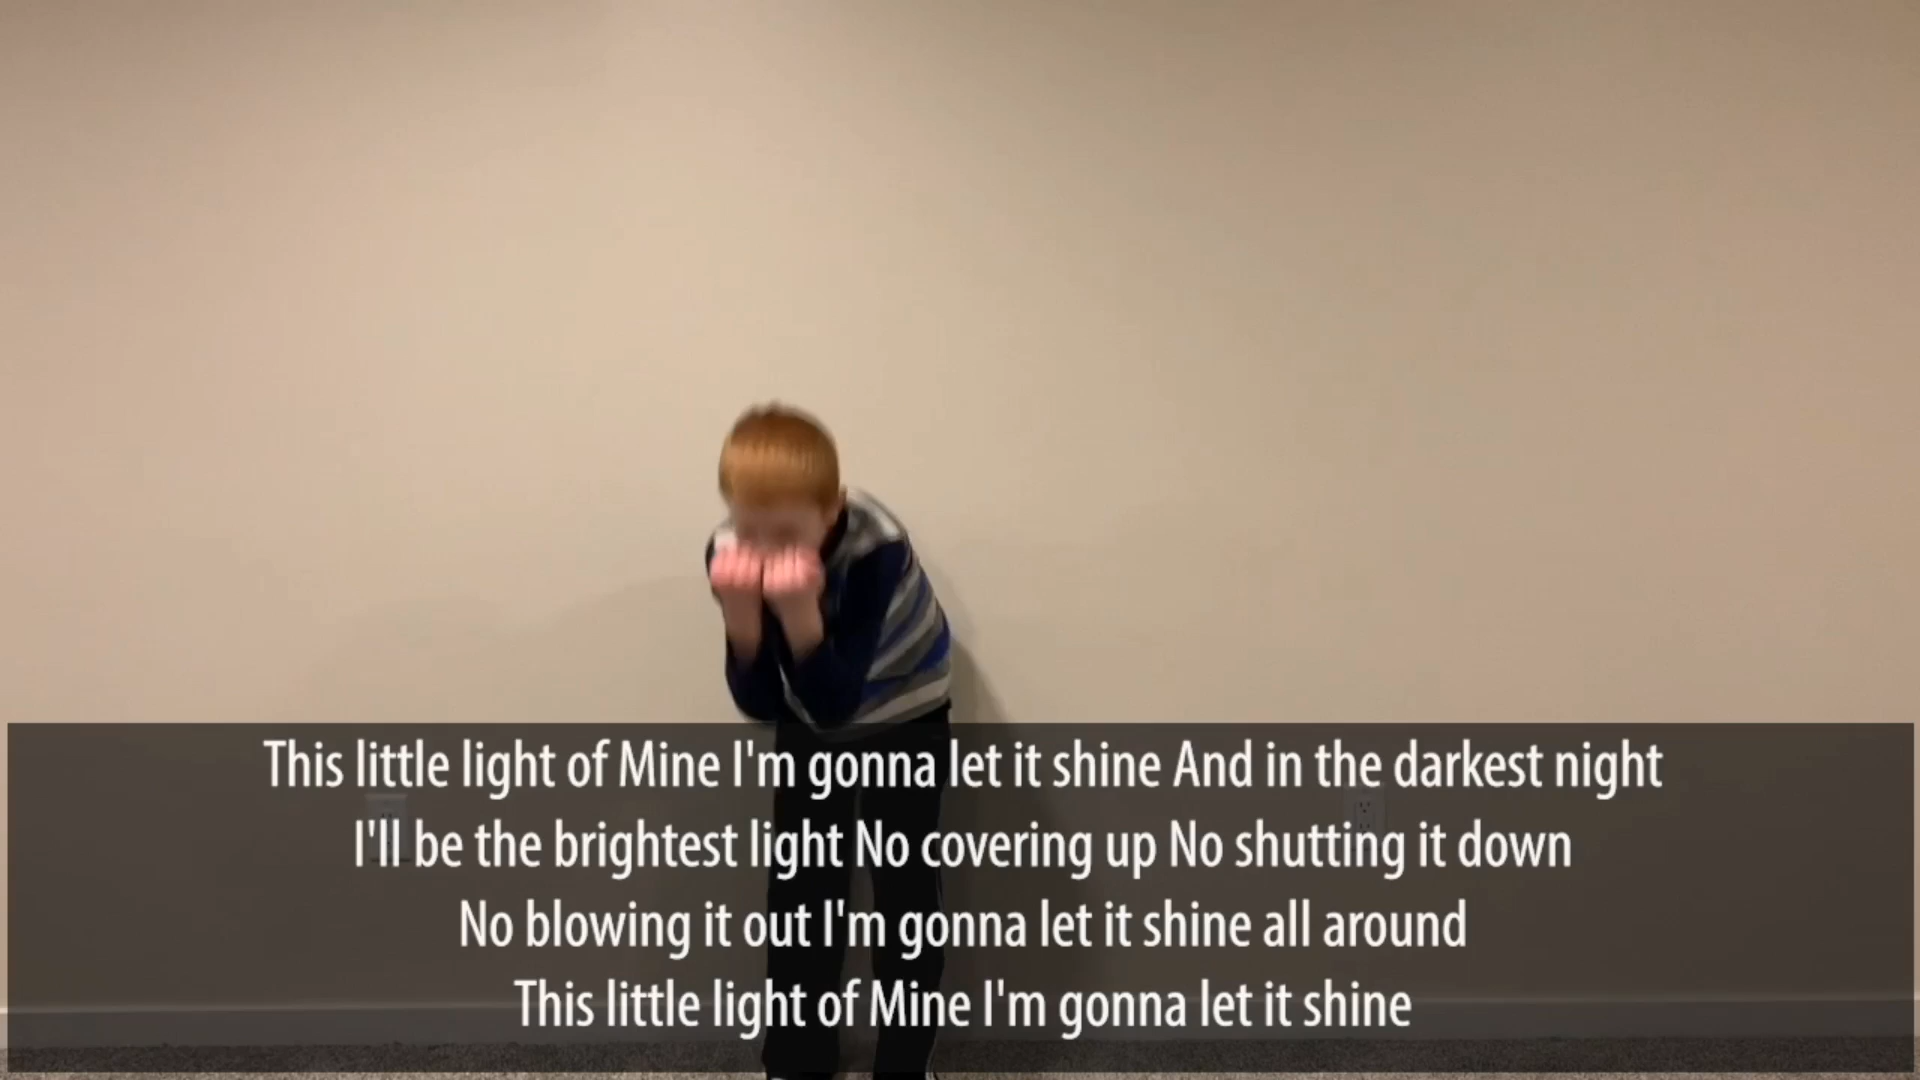 This little light of Mine I'm gonna let it shine And in the darkest night
I'll be the brightest light No covering up No shutting it down
No blowing it out I'm gonna let it shine all around
This little light of Mine I'm gonna let it shine